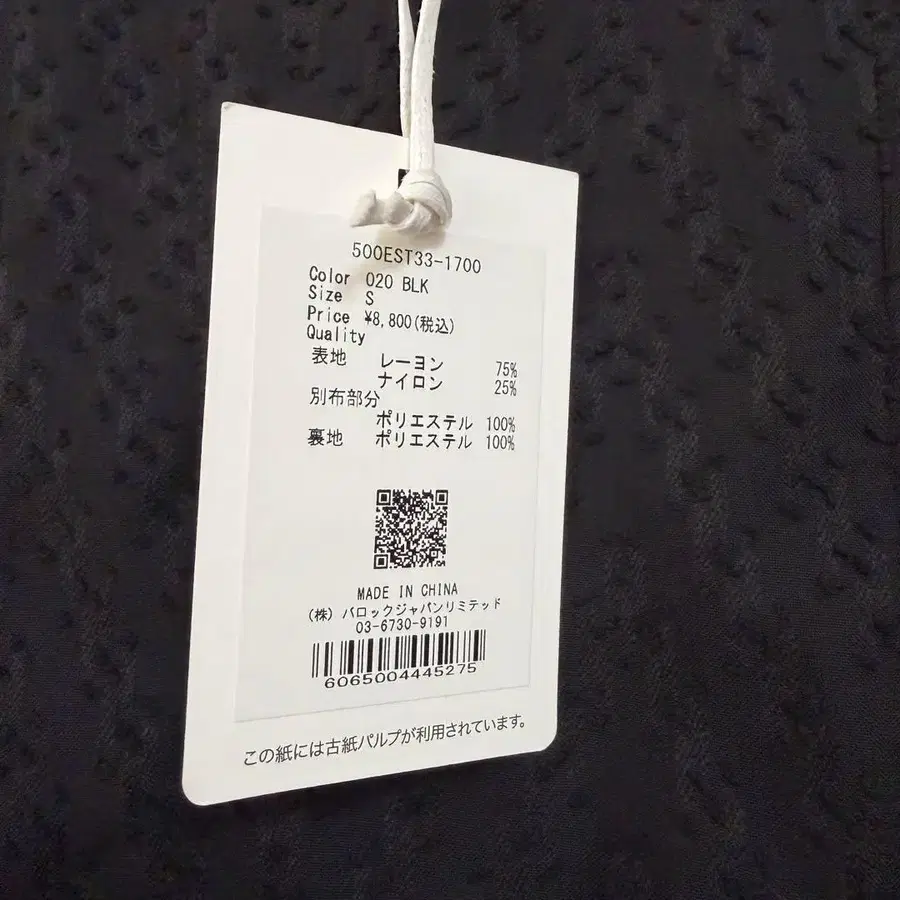 500EST33-1700
Color 020 BLK
Size S
Price ¥8,800(税込)
Quality
表地 レーヨン 75%
ナイロン 25%
別布部分
ポリエステル 100%
裏地 ポリエステル 100%
MADE IN CHINA
(株) バロックジャパンリミテッド
03-6730-9191
6065004445275
この紙には古紙パルプが利用されています。